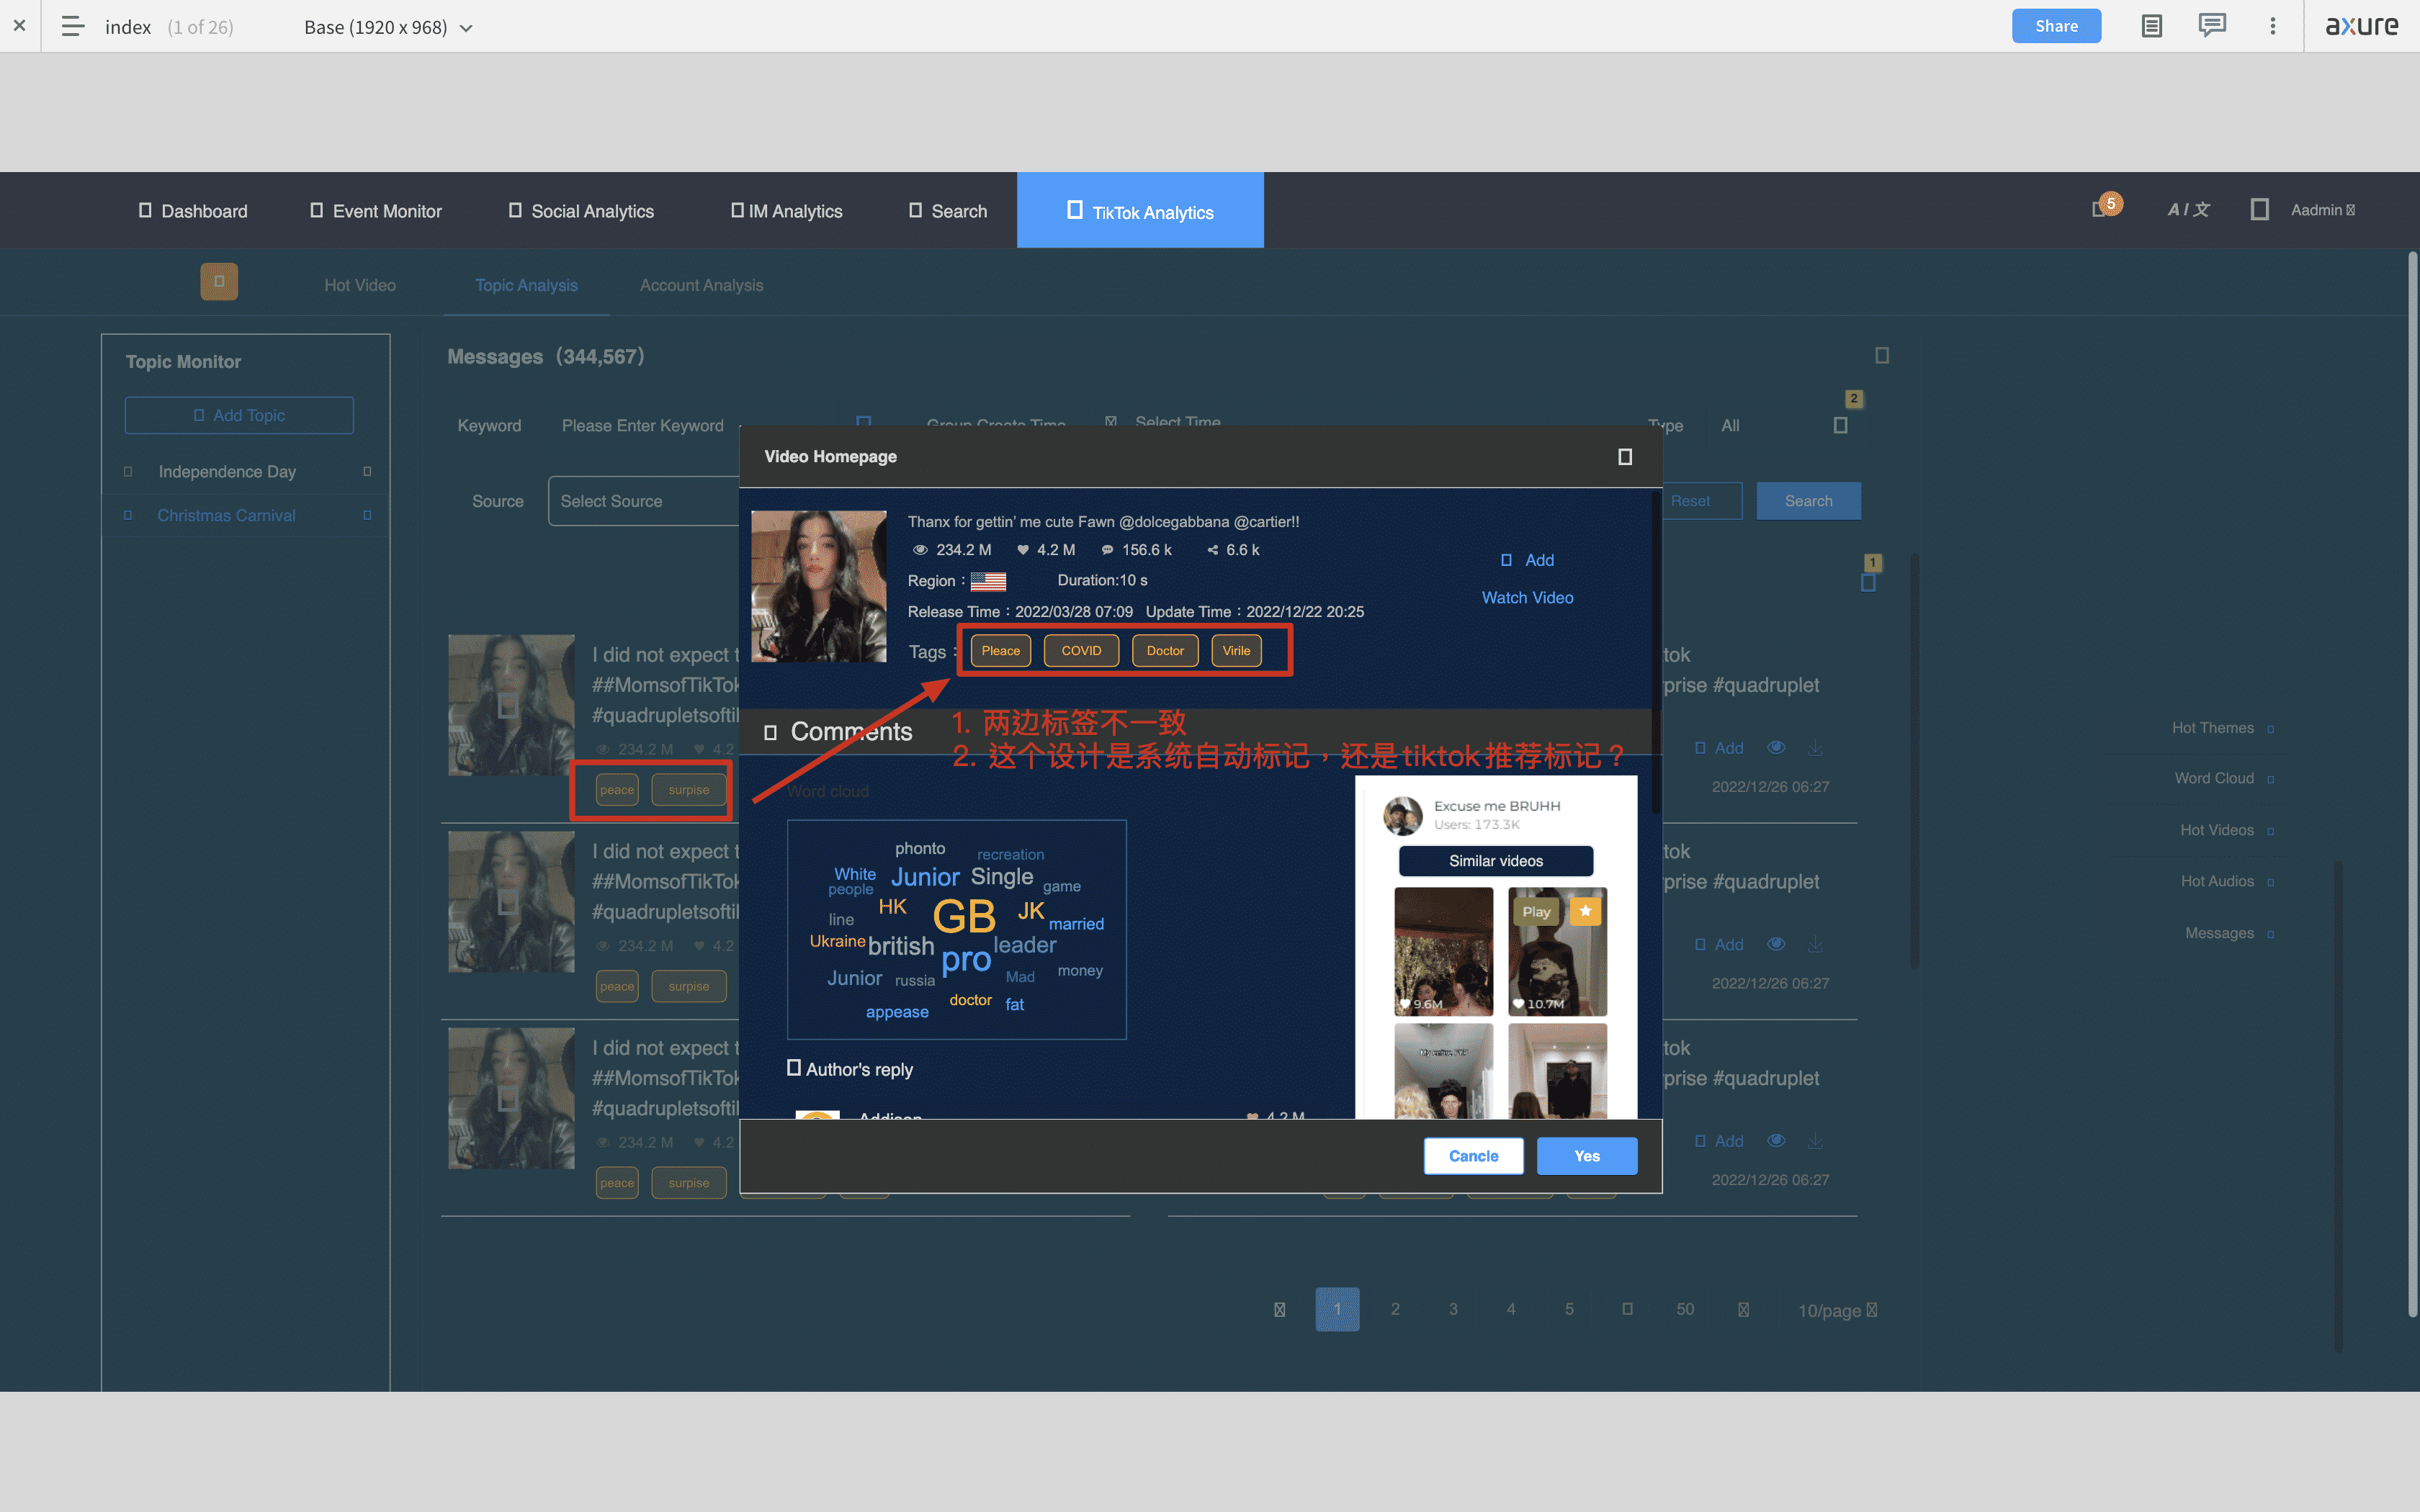 index (1 of 26)
Base (1920 x 968)
Share
axure
Dashboard
Event Monitor
Social Analytics
IM Analytics
Search
TikTok Analytics
5
A / 文
Aadmin
Hot Video
Topic Analysis
Account Analysis
Topic Monitor
Add Topic
Independence Day
Christmas Carnival
Messages（344,567）
2
Keyword
Please Enter Keyword
Group Create Time
Select Time
Type
All
Source
Select Source
Reset
Search
1
Video Homepage
Thanx for gettin' me cute Fawn @dolcegabbana @cartier!!
234.2 M 4.2 M 156.6 k 6.6 k
Region： Duration:10 s
Release Time：2022/03/28 07:09 Update Time：2022/12/22 20:25
Tags： Pleace COVID Doctor Virile
Add
Watch Video
1. 两边标签不一致
2. 这个设计是系统自动标记，还是tiktok推荐标记？
Comments
Word cloud
phonto
recreation
White
Junior
Single
people
game
HK
GB
JK
line
married
Ukraine
british
leader
pro
Junior
russia
Mad
money
doctor
fat
appease
Author's reply
Addison
4.2 M
Excuse me BRUHH
Users: 173.3K
Similar videos
Play
9.6M
10.7M
Cancle
Yes
I did not expect t
##MomsofTikTok
#quadrupletsoftil
234.2 M 4.2
peace surpise
tok
prise #quadruplet
Add
2022/12/26 06:27
I did not expect t
##MomsofTikTok
#quadrupletsoftil
234.2 M 4.2
peace surpise
tok
prise #quadruplet
Add
2022/12/26 06:27
I did not expect t
##MomsofTikTok
#quadrupletsoftil
234.2 M 4.2
peace surpise
tok
prise #quadruplet
Add
2022/12/26 06:27
Hot Themes
Word Cloud
Hot Videos
Hot Audios
Messages
1 2 3 4 5 50 10/page